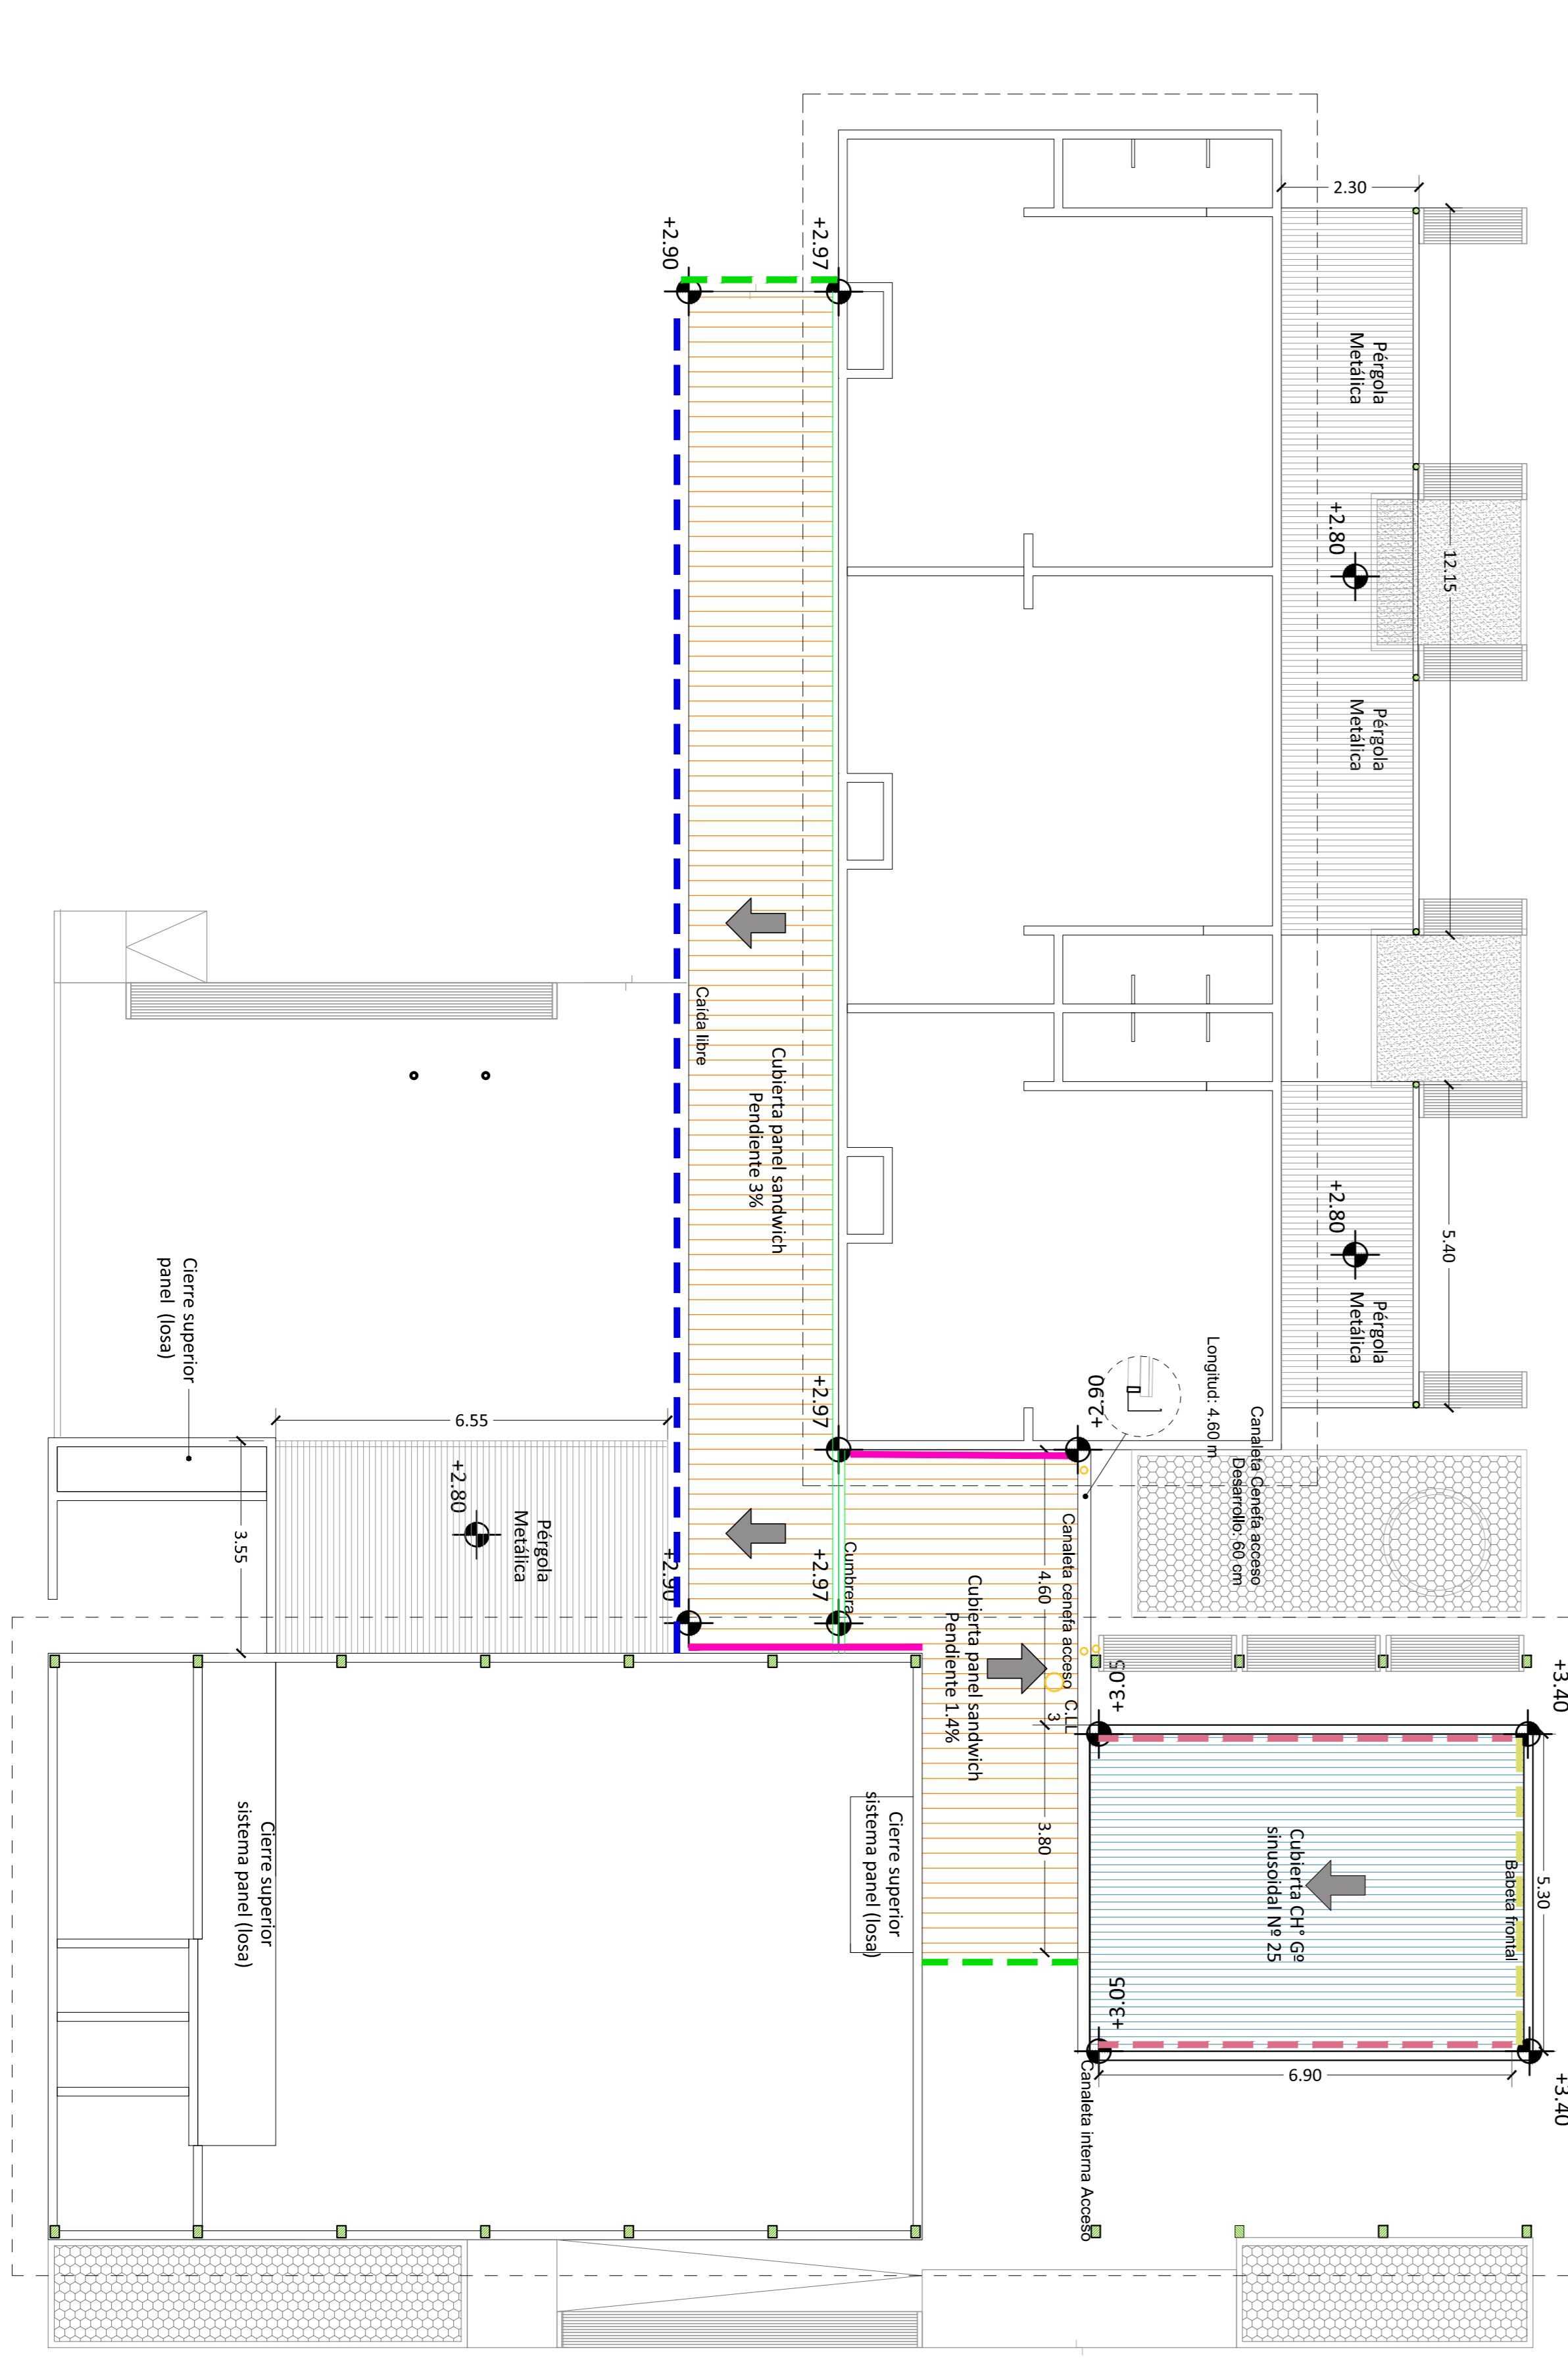 2.30
+2.90
+2.97
Pérgola
Metálica
+2.80
12.15
Pérgola
Metálica
Caída libre
Cubierta panel sandwich
Pendiente 3%
+2.80
5.40
Pérgola
Metálica
Cierre superior
panel (losa)
+2.97
+2.90
Longitud: 4.60 m
Canaleta Cenefa acceso
Desarrollo: 60 cm
6.55
3.55
+2.80
Pérgola
Metálica
+2.90
+2.97
Cumbrera
Canaleta cenefa acceso
4.60
Cubierta panel sandwich
Pendiente 1.4%
C.LL
3
+3.05
+3.40
3.80
Cierre superior
sistema panel (losa)
Cierre superior
sistema panel (losa)
Cubierta CHº Gº
sinusoidal Nº 25
Babeta frontal
5.30
+3.05
6.90
+3.40
Canaleta interna Acceso